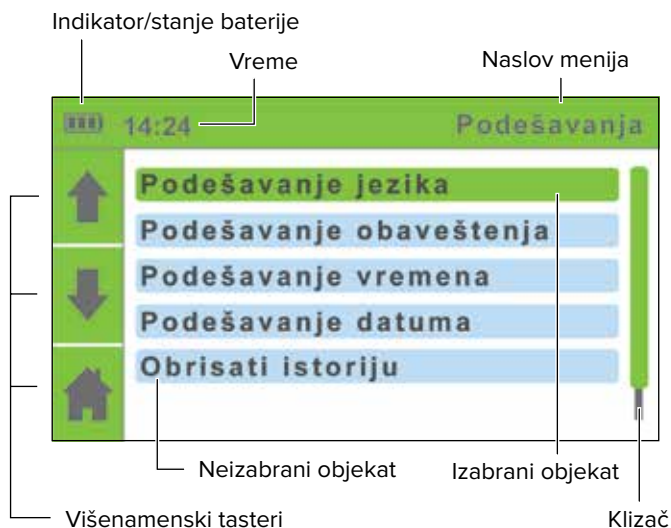 Indikator/stanje baterije
Vreme
Naslov menija
14:24 Podešavanja
Podešavanje jezika
Podešavanje obaveštenja
Podešavanje vremena
Podešavanje datuma
Obrisati istoriju
Neizabrani objekat
Izabrani objekat
Višenamenski tasteri
Klizač